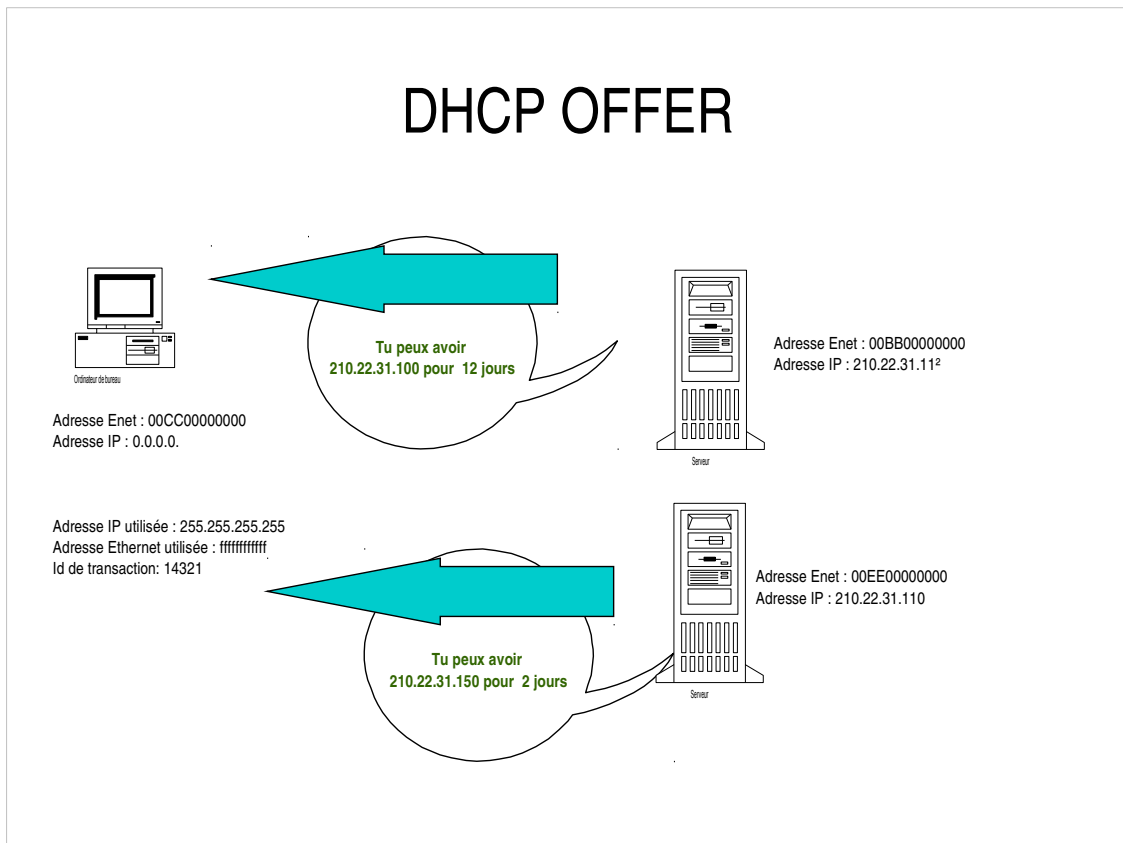 DHCP OFFER
Tu peux avoir
210.22.31.100 pour 12 jours
Ordinateur de bureau
Adresse Enet : 00CC00000000
Adresse IP : 0.0.0.0.
Adresse Enet : 00BB00000000
Adresse IP : 210.22.31.11²
Serveur
Adresse IP utilisée : 255.255.255.255
Adresse Ethernet utilisée : ffffffffffff
Id de transaction: 14321
Tu peux avoir
210.22.31.150 pour 2 jours
Adresse Enet : 00EE00000000
Adresse IP : 210.22.31.110
Serveur